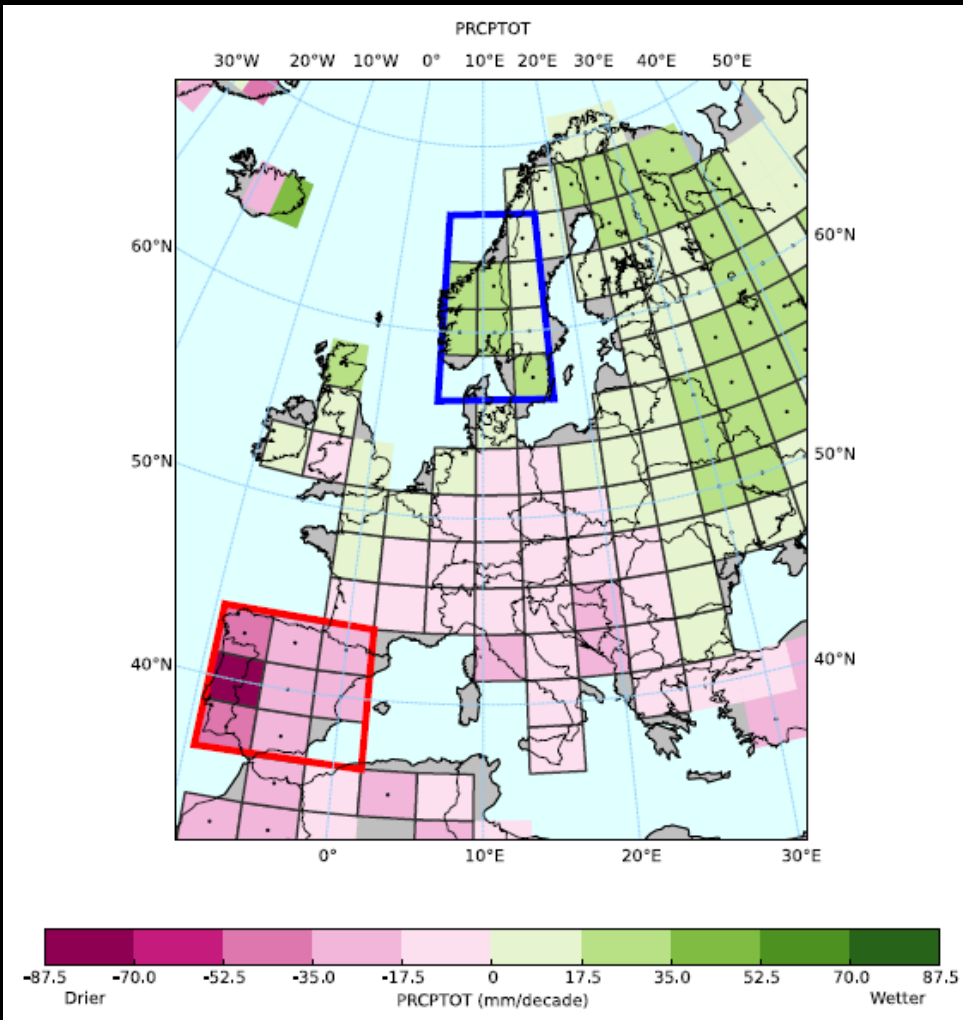 PRCPTOT
30°W 20°W 10°W 0° 10°E 20°E 30°E 40°E 50°E
60°N 60°N
50°N 50°N
40°N 40°N
0° 10°E 20°E 30°E
-87.5 -70.0 -52.5 -35.0 -17.5 0 17.5 35.0 52.5 70.0 87.5
Drier PRCPTOT (mm/decade) Wetter